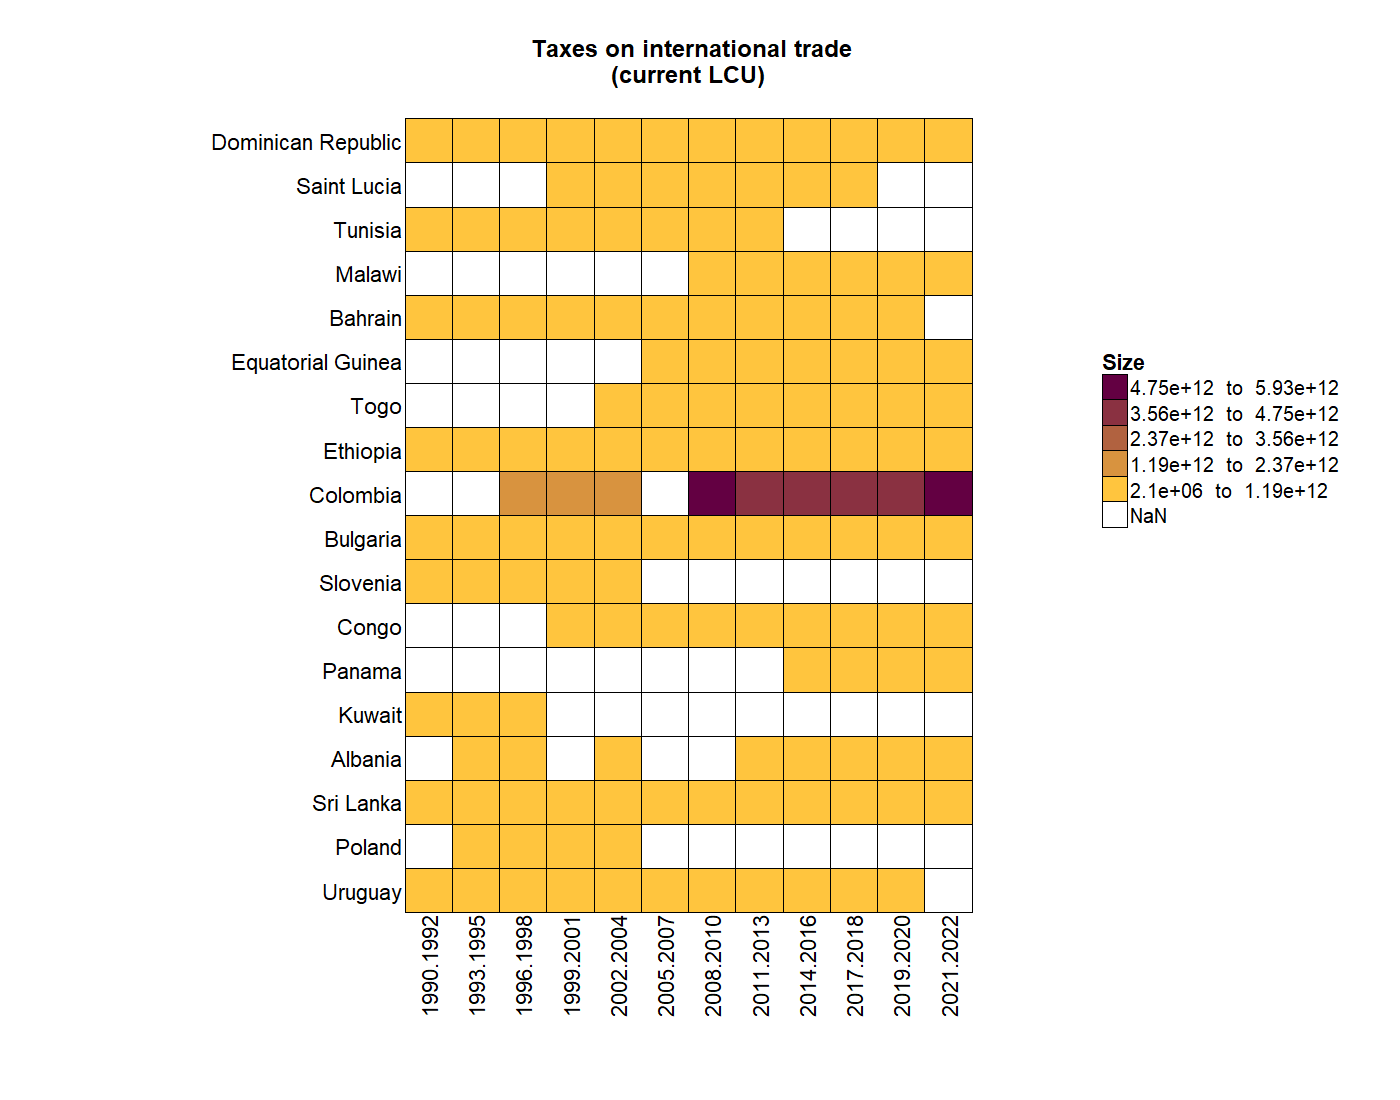 Taxes on international trade
(current LCU)
Dominican Republic
Saint Lucia
Tunisia
Malawi
Bahrain
Equatorial Guinea
Togo
Ethiopia
Colombia
Bulgaria
Slovenia
Congo
Panama
Kuwait
Albania
Sri Lanka
Poland
Uruguay
1990.1992
1993.1995
1996.1998
1999.2001
2002.2004
2005.2007
2008.2010
2011.2013
2014.2016
2017.2018
2019.2020
2021.2022
Size
4.75e+12 to 5.93e+12
3.56e+12 to 4.75e+12
2.37e+12 to 3.56e+12
1.19e+12 to 2.37e+12
2.1e+06 to 1.19e+12
NaN